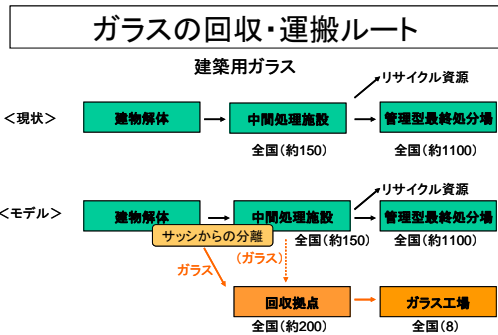 ガラスの回収・運搬ルート
建築用ガラス
リサイクル資源
<現状>
建物解体
中間処理施設
管理型最終処分場
全国(約150)
全国(約1100)
リサイクル資源
<モデル>
建物解体
中間処理施設
管理型最終処分場
サッシからの分離
全国(約150)
全国(約1100)
ガラス
(ガラス)
回収拠点
ガラス工場
全国(約200)
全国(8)